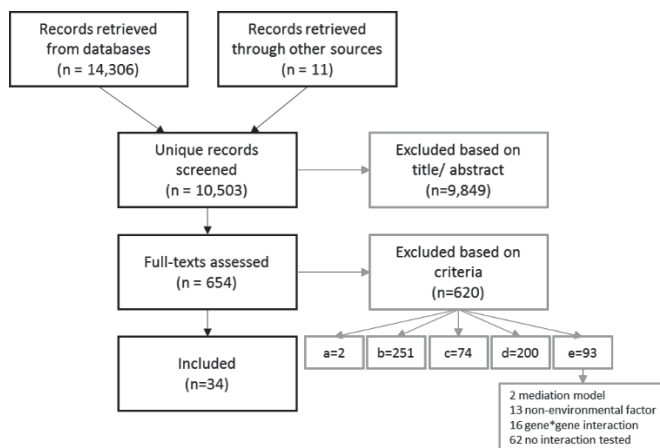 Records retrieved
from databases
(n = 14,306)
Records retrieved
through other sources
(n = 11)
Unique records
screened
(n = 10,503)
Excluded based on
title/ abstract
(n=9,849)
Full-texts assessed
(n = 654)
Excluded based on
criteria
(n=620)
Included
(n=34)
a=2
b=251
c=74
d=200
e=93
2 mediation model
13 non-environmental factor
16 gene*gene interaction
62 no interaction tested